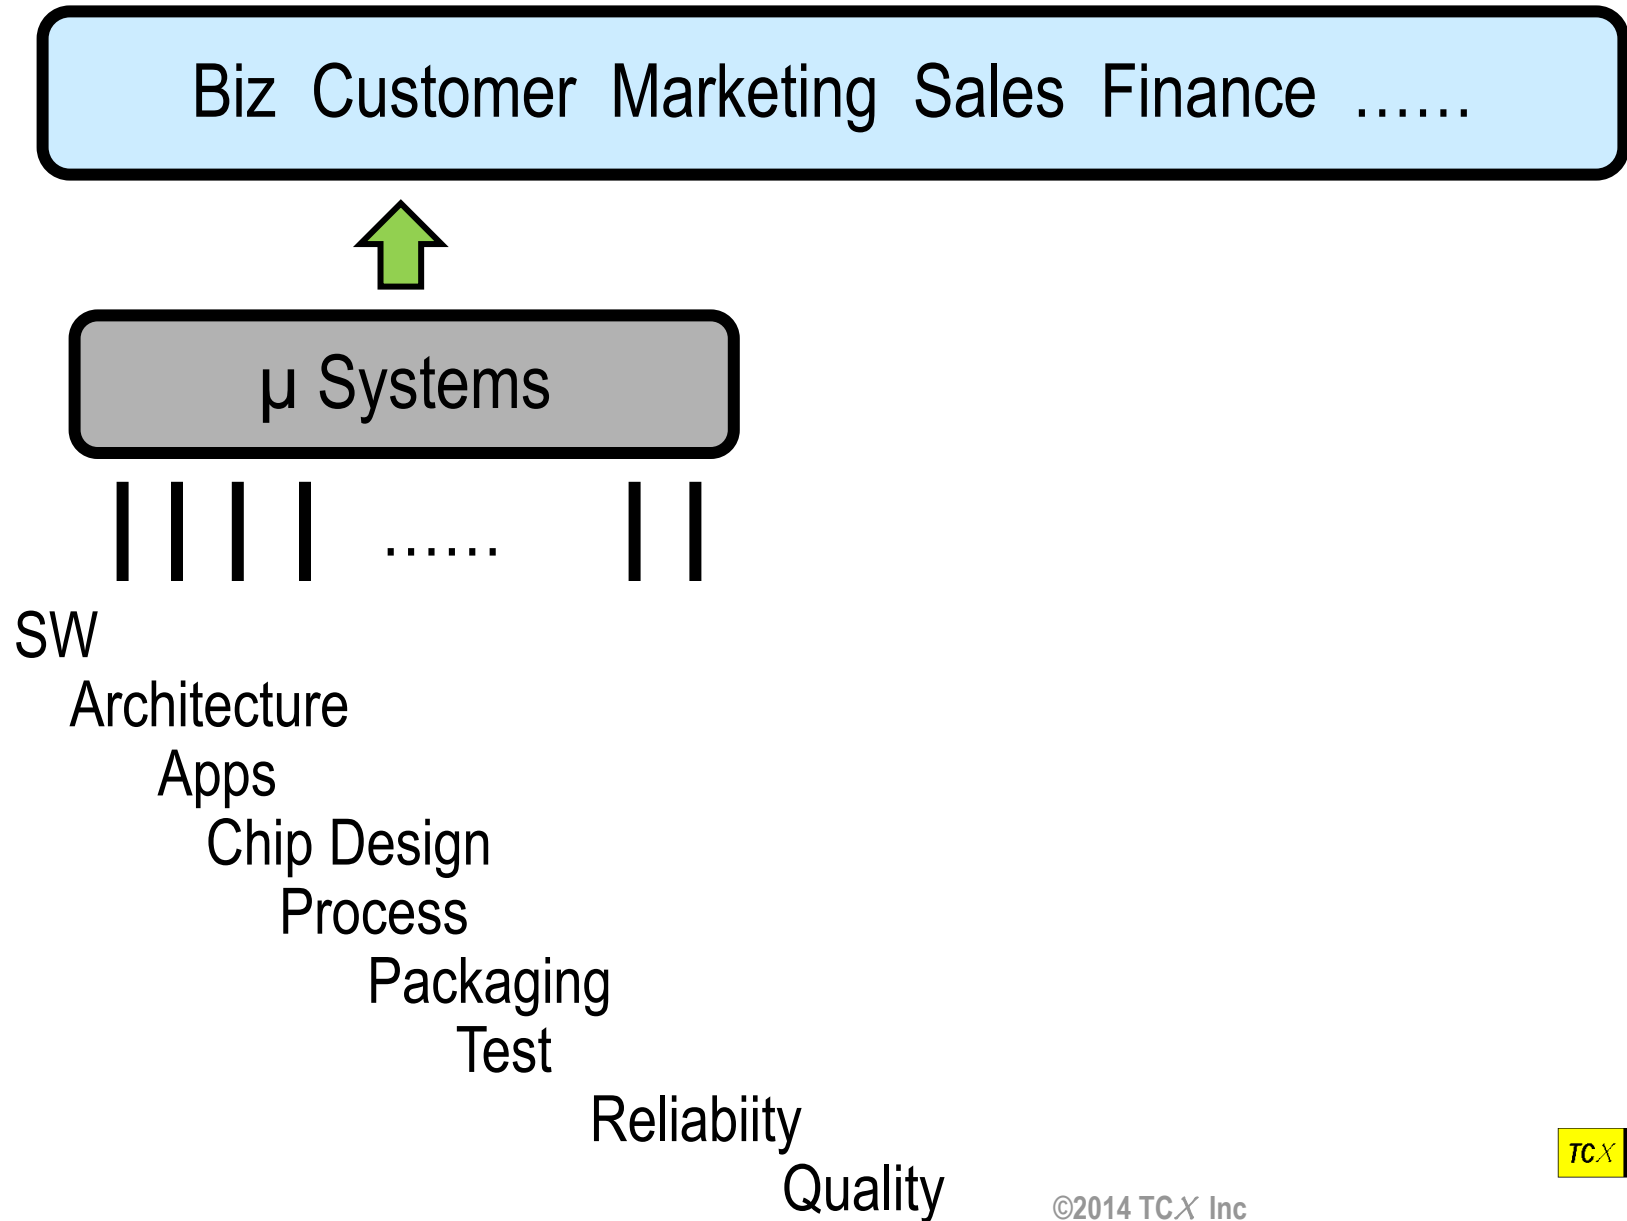 Biz Customer Marketing Sales Finance ……
µ Systems
……
SW
Architecture
Apps
Chip Design
Process
Packaging
Test
Reliabiity
Quality
TCX
©2014 TCX Inc